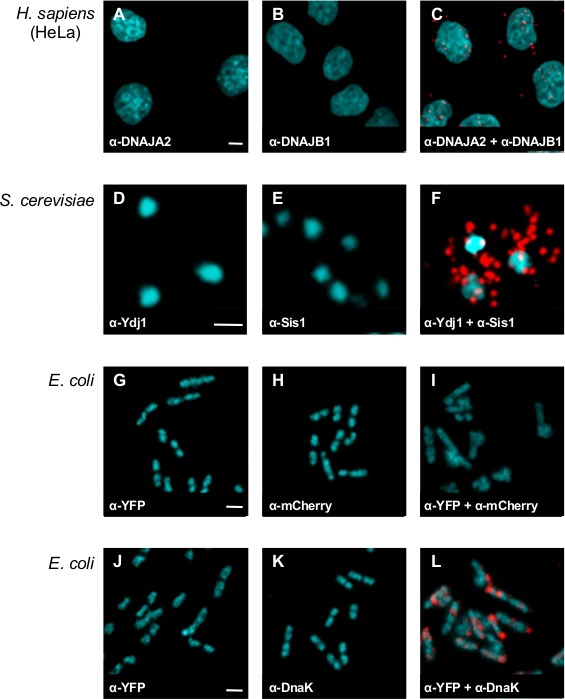 H. sapiens
(HeLa)
A
B
C
α-DNAJA2
α-DNAJB1
α-DNAJA2 + α-DNAJB1
S. cerevisiae
D
E
F
α-Ydj1
α-Sis1
α-Ydj1 + α-Sis1
E. coli
G
H
I
α-YFP
α-mCherry
α-YFP + α-mCherry
E. coli
J
K
L
α-YFP
α-DnaK
α-YFP + α-DnaK